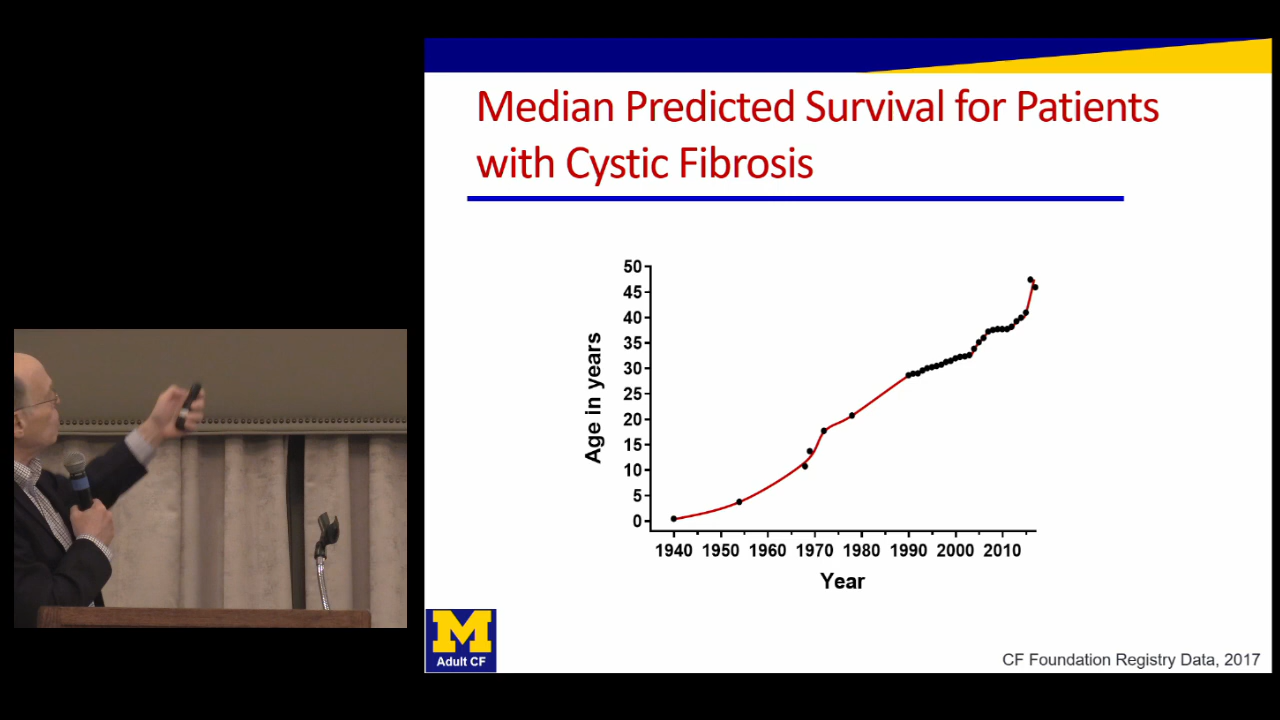 Median Predicted Survival for Patients
with Cystic Fibrosis
50
45
40
35
30
25
20
15
10
5
0
Age in years
1940 1950 1960 1970 1980 1990 2000 2010
Year
M
Adult CF
CF Foundation Registry Data, 2017